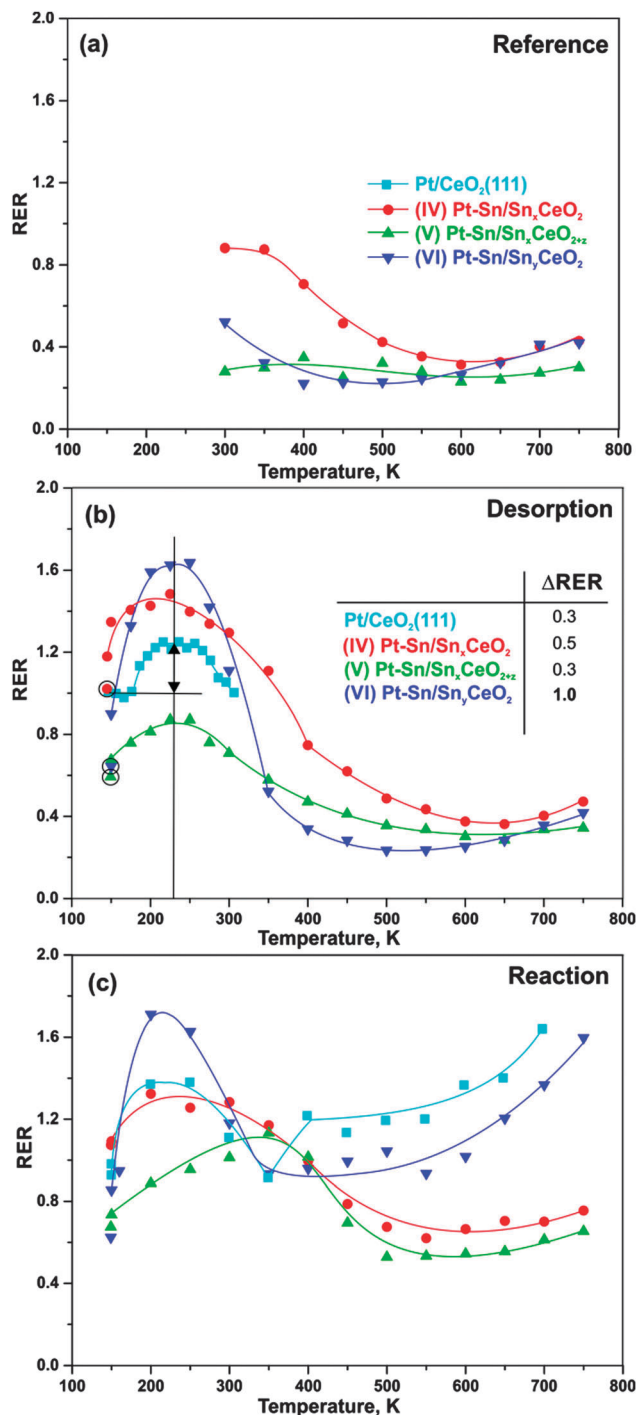 (a)
Reference
2.0
1.6
1.2
0.8
0.4
0.0
RER
Pt/CeO₂(111)
(IV) Pt-Sn/SnₓCeO₂
(V) Pt-Sn/SnₓCeO₂₊z
(VI) Pt-Sn/SnyCeO₂
100 200 300 400 500 600 700 800
Temperature, K
(b)
Desorption
2.0
1.6
1.2
0.8
0.4
0.0
RER
ΔRER
Pt/CeO₂(111) 0.3
(IV) Pt-Sn/SnₓCeO₂ 0.5
(V) Pt-Sn/SnₓCeO₂₊z 0.3
(VI) Pt-Sn/SnyCeO₂ 1.0
100 200 300 400 500 600 700 800
Temperature, K
(c)
Reaction
2.0
1.6
1.2
0.8
0.4
0.0
RER
100 200 300 400 500 600 700 800
Temperature, K